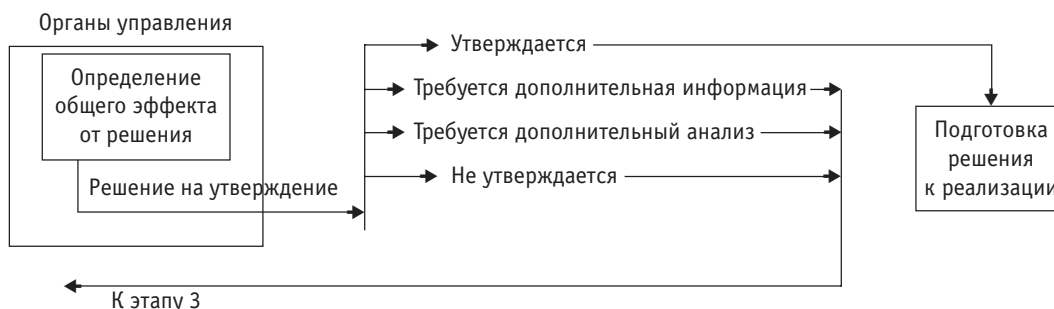 Органы управления
Определение
общего эффекта
от решения
Решение на утверждение
Утверждается
Требуется дополнительная информация
Требуется дополнительный анализ
Не утверждается
Подготовка
решения
к реализации
К этапу 3